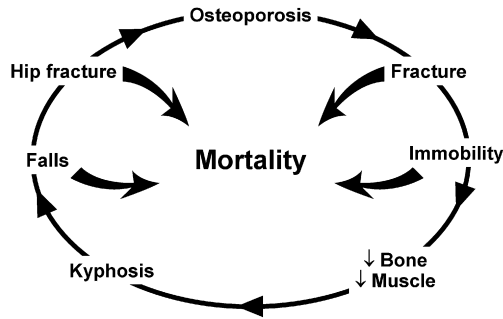 Osteoporosis
Hip fracture
Fracture
Mortality
Falls
Immobility
Kyphosis
↓ Bone
↓ Muscle